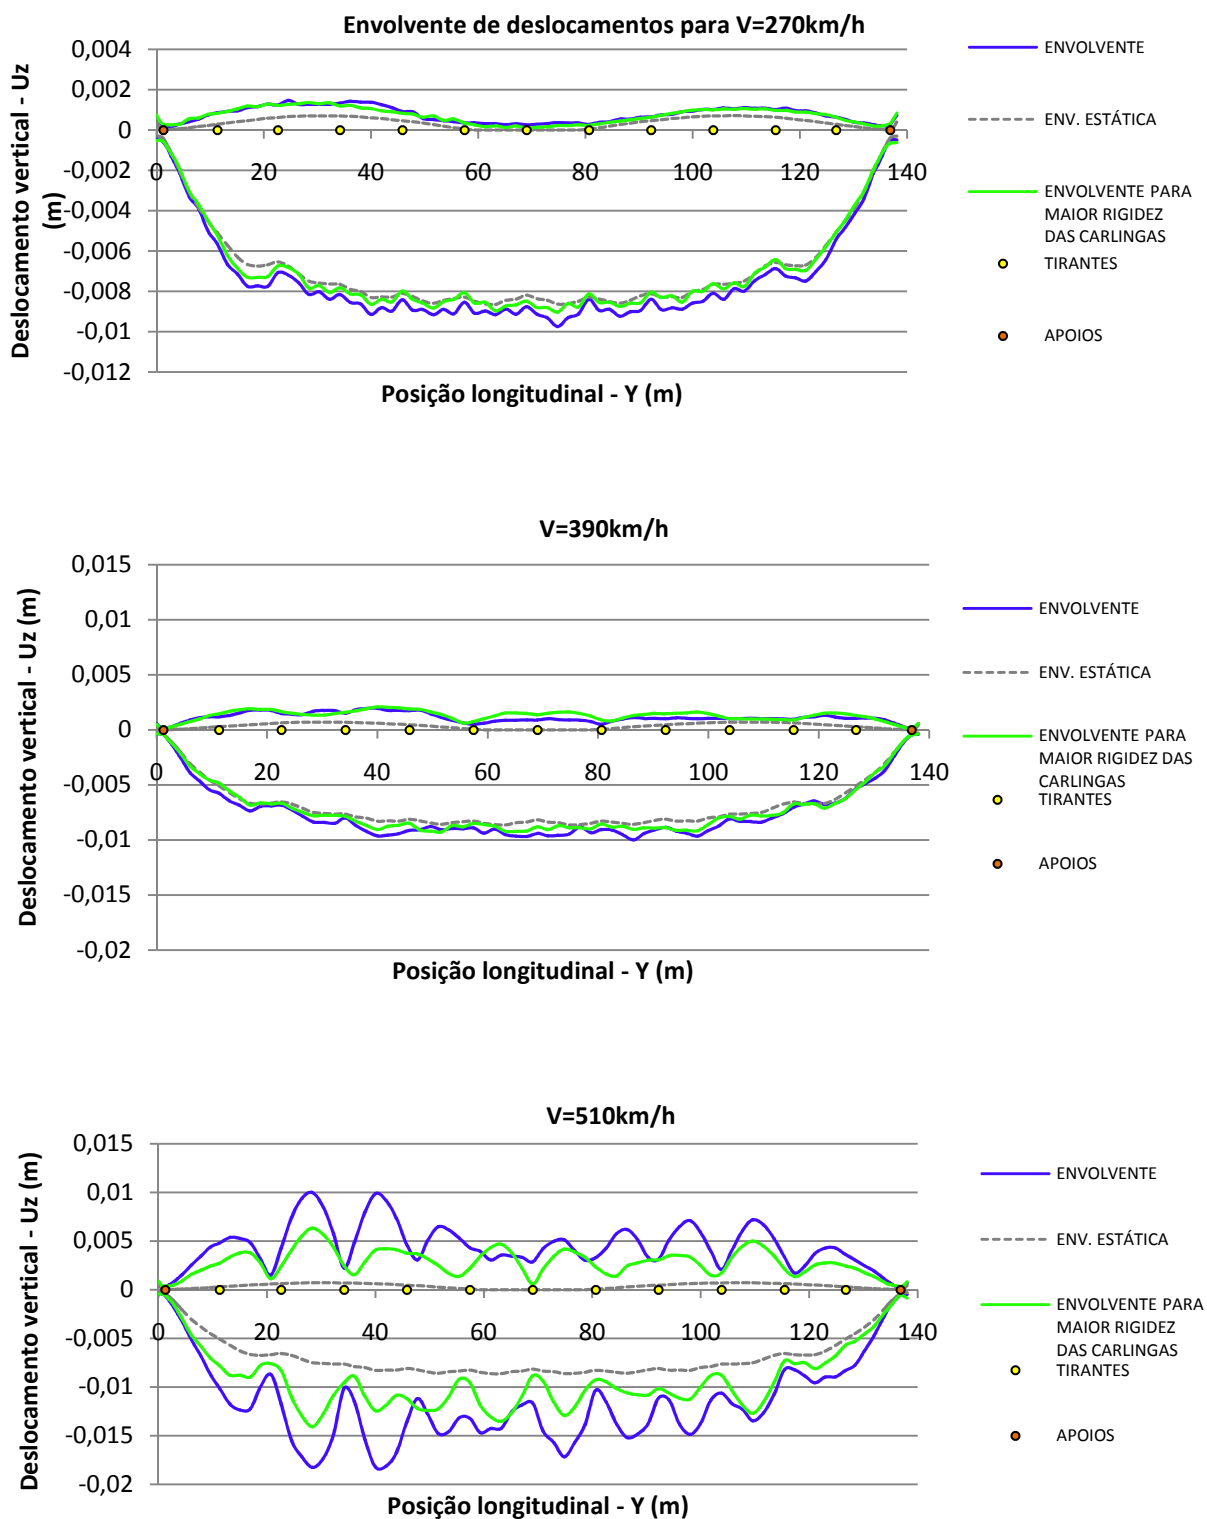 Envolvente de deslocamentos para V=270km/h
Deslocamento vertical - Uz
(m)
0,004
0,002
0
-0,002
-0,004
-0,006
-0,008
-0,01
-0,012
0 20 40 60 80 100 120 140
Posição longitudinal - Y (m)
ENVOLVENTE
ENV. ESTÁTICA
ENVOLVENTE PARA
MAIOR RIGIDEZ
DAS CARLINGAS
TIRANTES
APOIOS
V=390km/h
Deslocamento vertical - Uz (m)
0,015
0,01
0,005
0
-0,005
-0,01
-0,015
-0,02
0 20 40 60 80 100 120 140
Posição longitudinal - Y (m)
ENVOLVENTE
ENV. ESTÁTICA
ENVOLVENTE PARA
MAIOR RIGIDEZ DAS
CARLINGAS
TIRANTES
APOIOS
V=510km/h
Deslocamento vertical - Uz (m)
0,015
0,01
0,005
0
-0,005
-0,01
-0,015
-0,02
0 20 40 60 80 100 120 140
Posição longitudinal - Y (m)
ENVOLVENTE
ENV. ESTÁTICA
ENVOLVENTE PARA
MAIOR RIGIDEZ
DAS CARLINGAS
TIRANTES
APOIOS